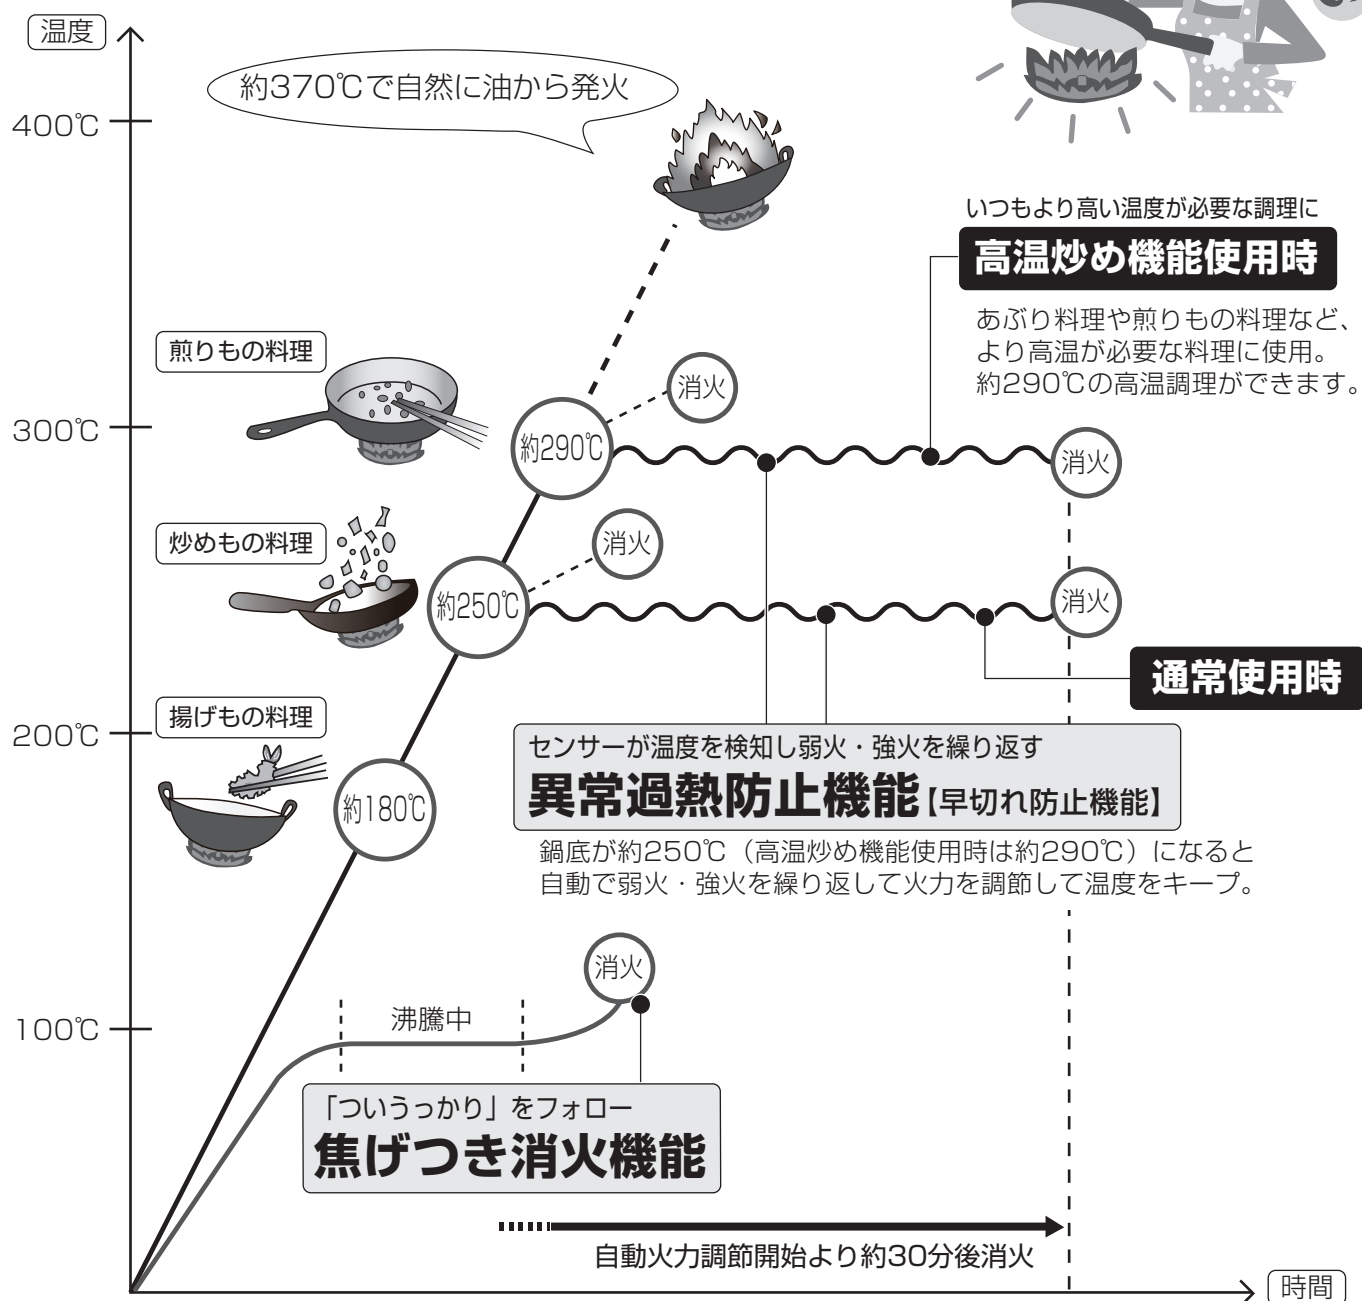 温度
約370℃で自然に油から発火
400℃
いつもより高い温度が必要な調理に
高温炒め機能使用時
あぶり料理や煎りもの料理など、
より高温が必要な料理に使用。
約290℃の高温調理ができます。
煎りもの料理
消火
300℃
約290℃
消火
炒めもの料理
消火
約250℃
消火
通常使用時
揚げもの料理
200℃
約180℃
センサーが温度を検知し弱火・強火を繰り返す
異常過熱防止機能【早切れ防止機能】
鍋底が約250℃(高温炒め機能使用時は約290℃)になると
自動で弱火・強火を繰り返して火力を調節して温度をキープ。
消火
沸騰中
100℃
「ついうっかり」をフォロー
焦げつき消火機能
自動火力調節開始より約30分後消火
時間